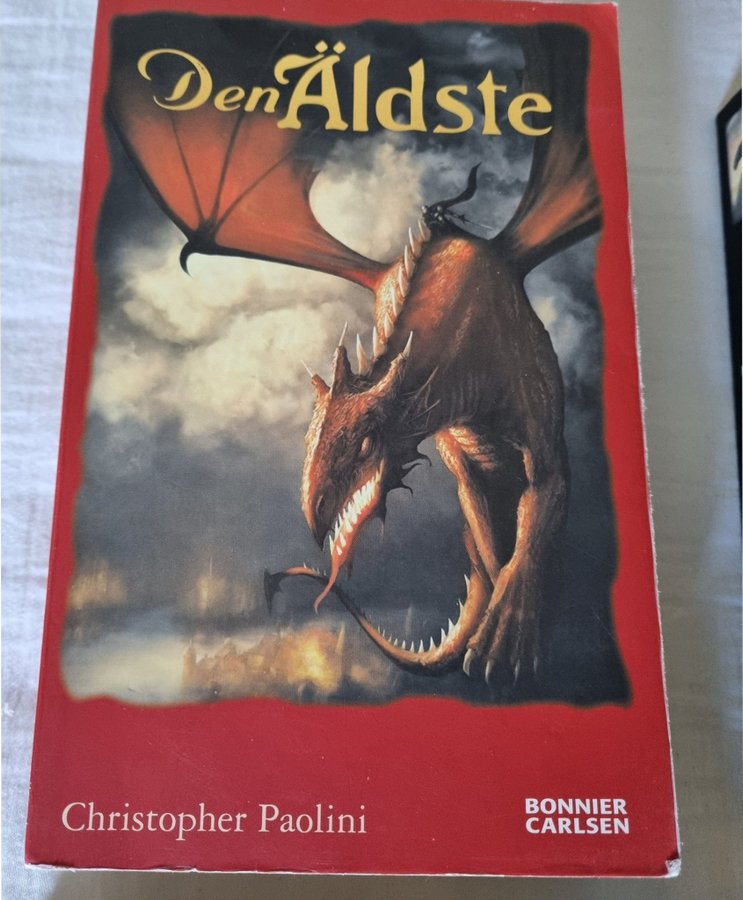 Den Äldste
Christopher Paolini
BONNIER
CARLSEN